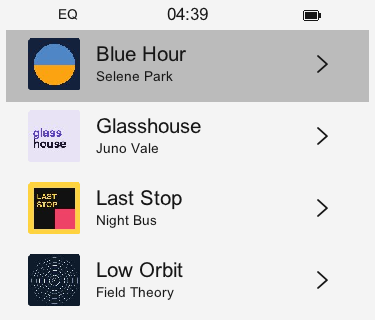 EQ 04:39
Blue Hour
Selene Park
glass
house
Glasshouse
Juno Vale
LAST
STOP
Last Stop
Night Bus
Low Orbit
Field Theory